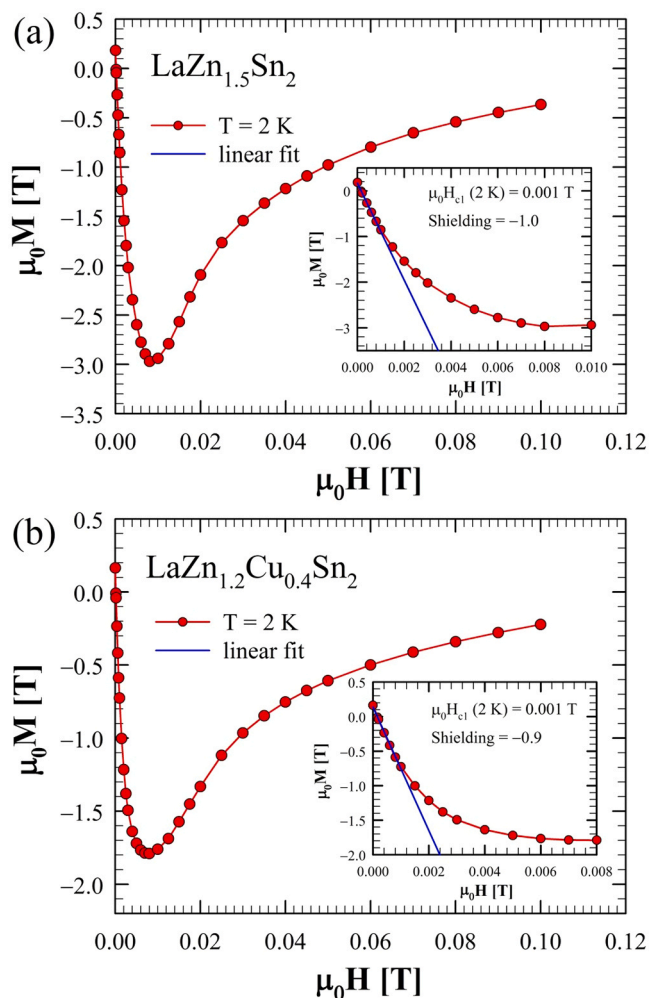 (a)
LaZn1.5Sn2
T = 2 K
linear fit
μ0M [T]
0.0
−0.5
−1.0
−1.5
−2.0
−2.5
−3.0
−3.5
0.00 0.02 0.04 0.06 0.08 0.10 0.12
μ0H [T]
μ0Hc1 (2 K) = 0.001 T
Shielding = −1.0
μ0M [T]
0
−1
−2
−3
0.000 0.002 0.004 0.006 0.008 0.010
μ0H [T]
(b)
LaZn1.2Cu0.4Sn2
T = 2 K
linear fit
μ0M [T]
0.5
0.0
−0.5
−1.0
−1.5
−2.0
0.00 0.02 0.04 0.06 0.08 0.10 0.12
μ0H [T]
μ0Hc1 (2 K) = 0.001 T
Shielding = −0.9
μ0M [T]
0.5
0.0
−0.5
−1.0
−1.5
−2.0
0.000 0.002 0.004 0.006 0.008
μ0H [T]